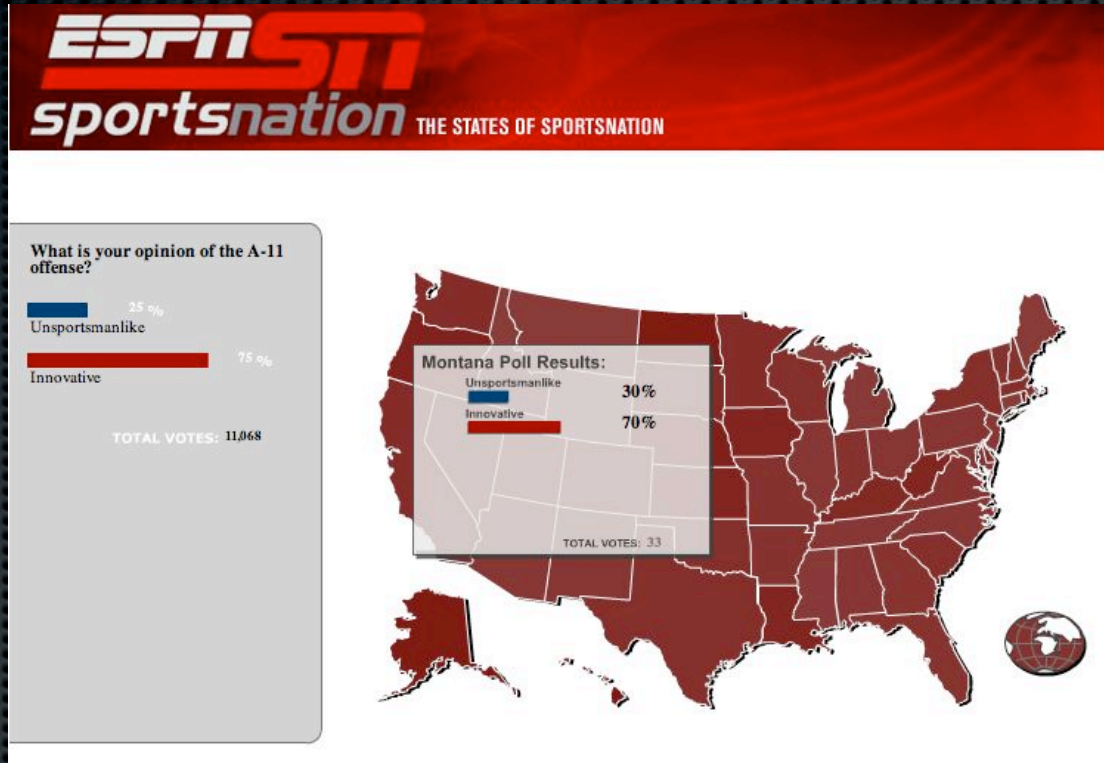 ESPN SN
sportsnation THE STATES OF SPORTSNATION
What is your opinion of the A-11
offense?
25 %
Unsportsmanlike
75 %
Innovative
TOTAL VOTES: 11,068
Montana Poll Results:
Unsportsmanlike 30%
Innovative 70%
TOTAL VOTES: 33